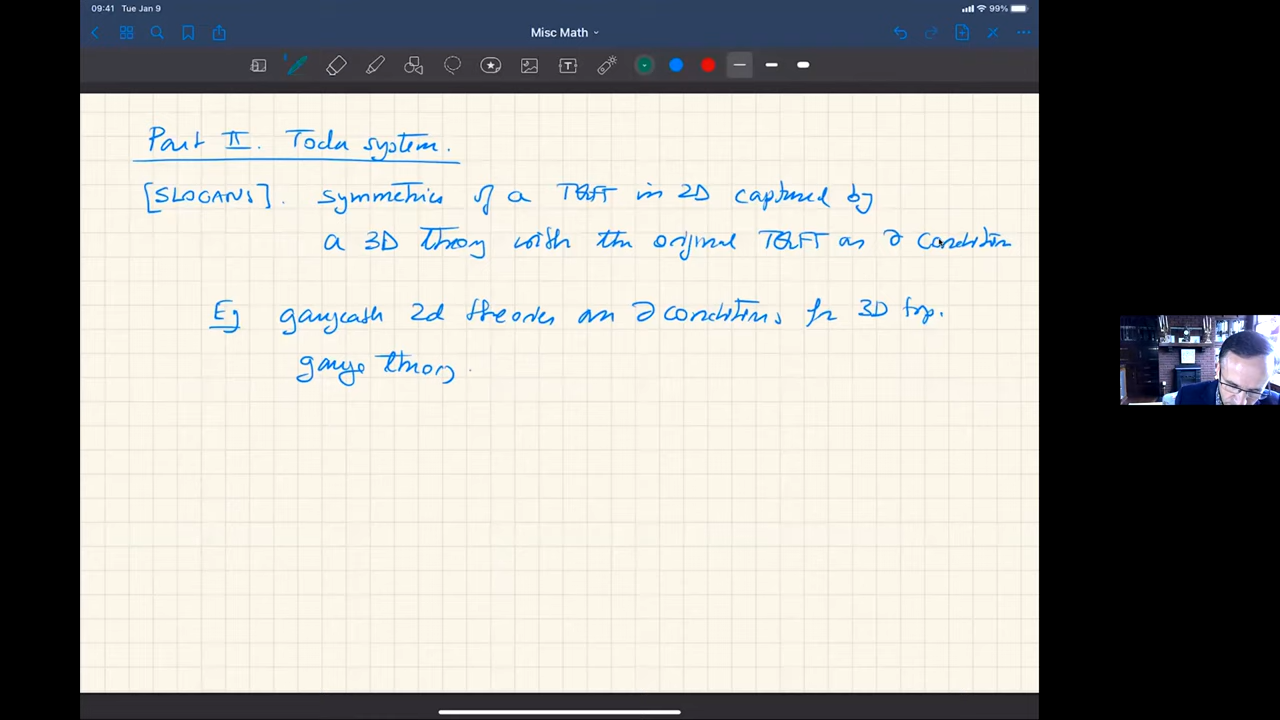 09:41 Tue Jan 9
99%
Misc Math
Part II. Toda system.
[SLOGANS]. symmetries of a TQFT in 2D captured by
a 3D theory with the original TQFT as ∂ condition
Eg gaugeable 2d theories are ∂ conditions for 3D top.
gauge theory.